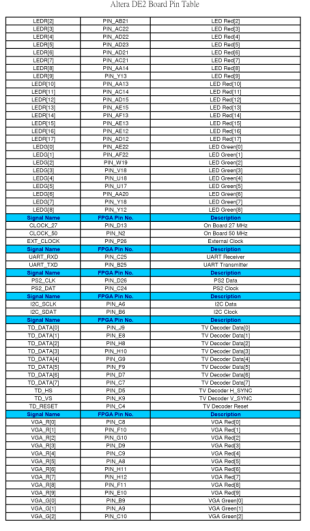 Altera DE2 Board Pin Table
LEDR[2] PIN_AB21 LED Red[2]
LEDR[3] PIN_AC22 LED Red[3]
LEDR[4] PIN_AD22 LED Red[4]
LEDR[5] PIN_AD23 LED Red[5]
LEDR[6] PIN_AD21 LED Red[6]
LEDR[7] PIN_AC21 LED Red[7]
LEDR[8] PIN_AA14 LED Red[8]
LEDR[9] PIN_Y13 LED Red[9]
LEDR[10] PIN_AA13 LED Red[10]
LEDR[11] PIN_AC14 LED Red[11]
LEDR[12] PIN_AD15 LED Red[12]
LEDR[13] PIN_AE15 LED Red[13]
LEDR[14] PIN_AF13 LED Red[14]
LEDR[15] PIN_AE13 LED Red[15]
LEDR[16] PIN_AE12 LED Red[16]
LEDR[17] PIN_AD12 LED Red[17]
LEDG[0] PIN_AE22 LED Green[0]
LEDG[1] PIN_AF22 LED Green[1]
LEDG[2] PIN_W19 LED Green[2]
LEDG[3] PIN_V18 LED Green[3]
LEDG[4] PIN_U18 LED Green[4]
LEDG[5] PIN_U17 LED Green[5]
LEDG[6] PIN_AA20 LED Green[6]
LEDG[7] PIN_Y18 LED Green[7]
LEDG[8] PIN_Y12 LED Green[8]
Signal Name FPGA Pin No. Description
CLOCK_27 PIN_D13 On Board 27 MHz
CLOCK_50 PIN_N2 On Board 50 MHz
EXT_CLOCK PIN_P26 External Clock
Signal Name FPGA Pin No. Description
UART_RXD PIN_C25 UART Receiver
UART_TXD PIN_B25 UART Transmitter
PS2_CLK PIN_D26 PS2 Data
PS2_DAT PIN_C24 PS2 Clock
Signal Name FPGA Pin No. Description
I2C_SCLK PIN_A6 I2C Data
I2C_SDAT PIN_B6 I2C Clock
Signal Name FPGA Pin No. Description
TD_DATA[0] PIN_J9 TV Decoder Data[0]
TD_DATA[1] PIN_E8 TV Decoder Data[1]
TD_DATA[2] PIN_H8 TV Decoder Data[2]
TD_DATA[3] PIN_H10 TV Decoder Data[3]
TD_DATA[4] PIN_G9 TV Decoder Data[4]
TD_DATA[5] PIN_F9 TV Decoder Data[5]
TD_DATA[6] PIN_D7 TV Decoder Data[6]
TD_DATA[7] PIN_C7 TV Decoder Data[7]
TD_HS PIN_D5 TV Decoder H_SYNC
TD_VS PIN_K9 TV Decoder V_SYNC
TD_RESET PIN_C4 TV Decoder Reset
Signal Name FPGA Pin No. Description
VGA_R[0] PIN_C8 VGA Red[0]
VGA_R[1] PIN_F10 VGA Red[1]
VGA_R[2] PIN_G10 VGA Red[2]
VGA_R[3] PIN_D9 VGA Red[3]
VGA_R[4] PIN_C9 VGA Red[4]
VGA_R[5] PIN_A8 VGA Red[5]
VGA_R[6] PIN_H11 VGA Red[6]
VGA_R[7] PIN_H12 VGA Red[7]
VGA_R[8] PIN_F11 VGA Red[8]
VGA_R[9] PIN_E10 VGA Red[9]
VGA_G[0] PIN_B9 VGA Green[0]
VGA_G[1] PIN_A9 VGA Green[1]
VGA_G[2] PIN_C10 VGA Green[2]